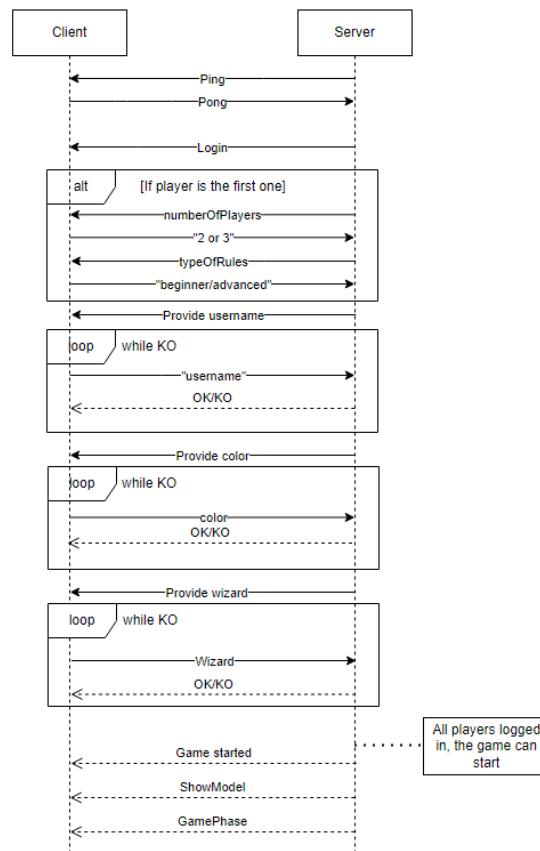 Client
Server
Ping
Pong
Login
alt
[If player is the first one]
numberOfPlayers
"2 or 3"
typeOfRules
"beginner/advanced"
Provide username
loop
while KO
"username"
OK/KO
Provide color
loop
while KO
color
OK/KO
Provide wizard
loop
while KO
Wizard
OK/KO
All players logged
in, the game can
start
Game started
ShowModel
GamePhase